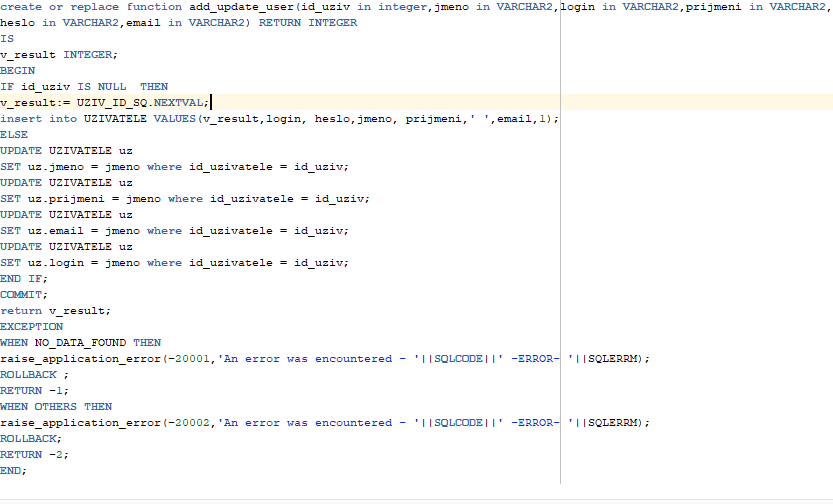 create or replace function add_update_user(id_uziv in integer,jmeno in VARCHAR2,login in VARCHAR2,prijmeni in VARCHAR2,
heslo in VARCHAR2,email in VARCHAR2) RETURN INTEGER
IS
v_result INTEGER;
BEGIN
IF id_uziv IS NULL  THEN
v_result:= UZIV_ID_SQ.NEXTVAL;
insert into UZIVATELE VALUES(v_result,login, heslo,jmeno, prijmeni,' ',email,1);
ELSE
UPDATE UZIVATELE uz
SET uz.jmeno = jmeno where id_uzivatele = id_uziv;
UPDATE UZIVATELE uz
SET uz.prijmeni = jmeno where id_uzivatele = id_uziv;
UPDATE UZIVATELE uz
SET uz.email = jmeno where id_uzivatele = id_uziv;
UPDATE UZIVATELE uz
SET uz.login = jmeno where id_uzivatele = id_uziv;
END IF;
COMMIT;
return v_result;
EXCEPTION
WHEN NO_DATA_FOUND THEN
raise_application_error(-20001,'An error was encountered - '||SQLCODE||' -ERROR- '||SQLERRM);
ROLLBACK ;
RETURN -1;
WHEN OTHERS THEN
raise_application_error(-20002,'An error was encountered - '||SQLCODE||' -ERROR- '||SQLERRM);
ROLLBACK;
RETURN -2;
END;